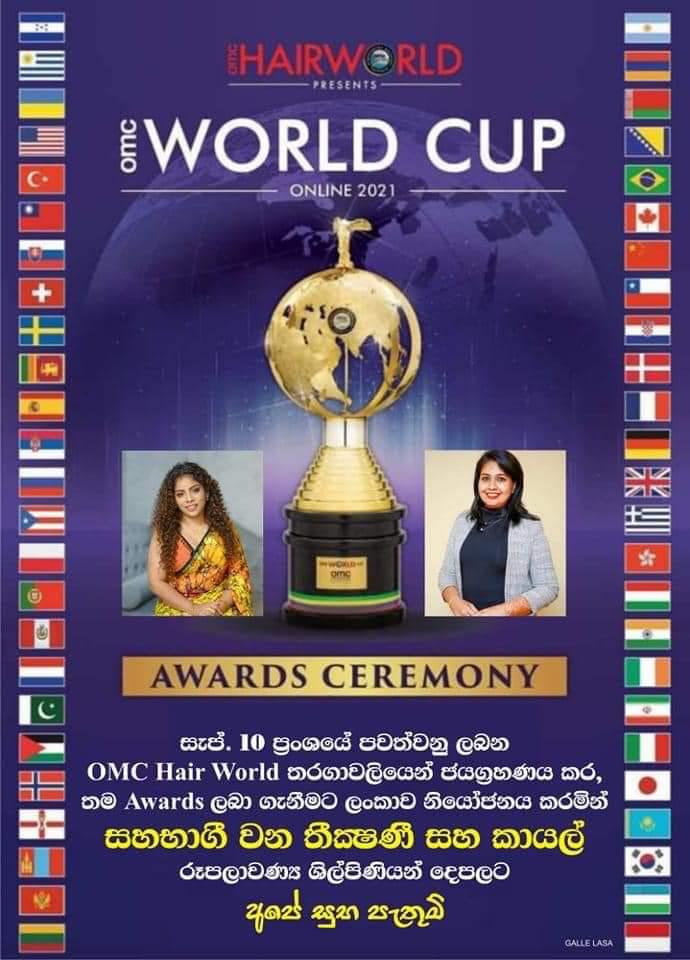 omc HAIRWORLD
PRESENTS
omc WORLD CUP
ONLINE 2021
WORLD
omc
AWARDS CEREMONY
සැප්. 10 ප්‍රංශයේ පවත්වනු ලබන
OMC Hair World තරගාවලියෙන් ජයග්‍රහණය කර,
තම Awards ලබා ගැනීමට ලංකාව නියෝජනය කරමින්
සහභාගී වන තීක්ෂණී සහ කායල්
රූපලාවණ්‍ය ශිල්පිණියන් දෙපලට
අපේ සුභ පැතුම්
GALLE LASA